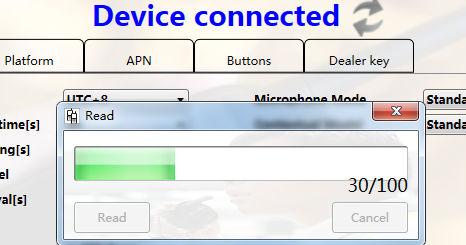 Device connected
Platform APN Buttons Dealer key
UTC+8 Microphone Mode Standa
time[s] Standa
ng[s]
el
val[s]
Read
30/100
Read Cancel